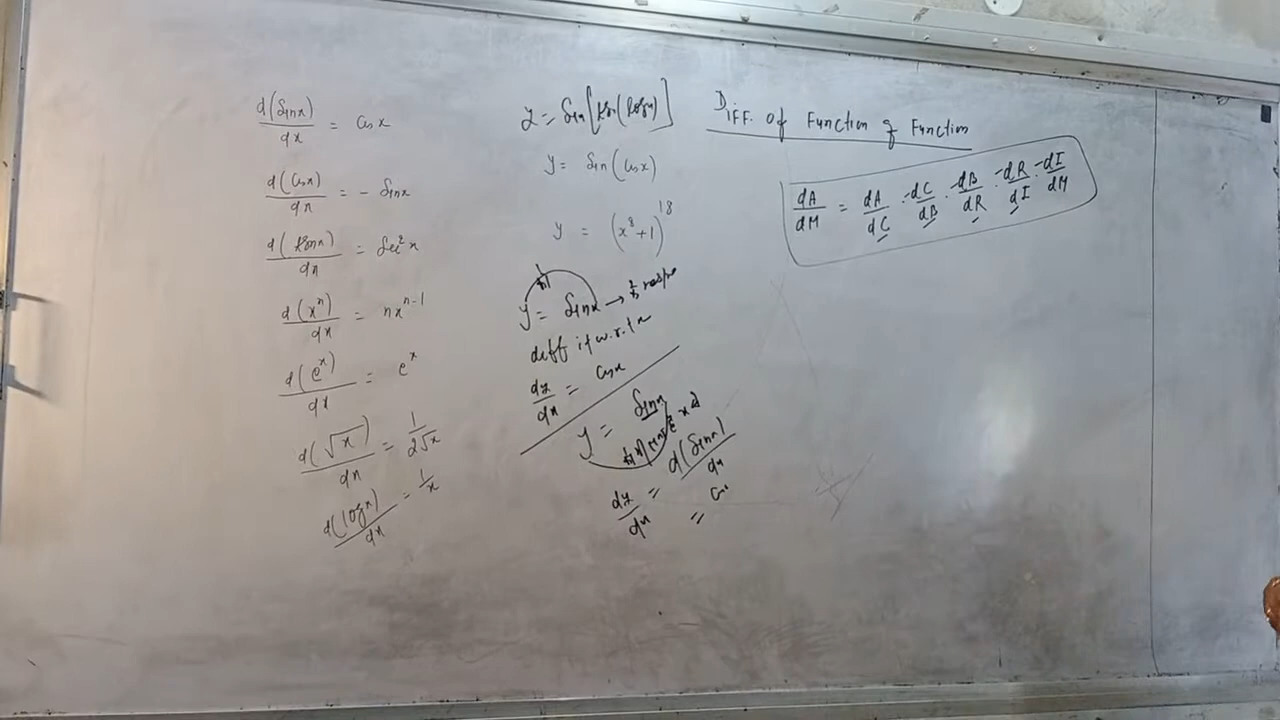 d(Sinx)/dx = Cosx
d(Cosx)/dx = - Sinx
d(tanx)/dx = Sec²x
d(xⁿ)/dx = nxⁿ⁻¹
d(eˣ)/dx = eˣ
d(√x)/dx = 1/2√x
d(logx)/dx = 1/x
y = Sin[tan(logx)]
y = Sin(Cosx)
y = (x⁸+1)¹⁸
y = Sinx →
diff it w.r.t x
dy/dx = Cosx
y = Sinx
dy/dx = d(Sinx)/dx
= Cos
Diff. Of Function of Function
dA/dM = dA/dC · dC/dB · dB/dR · dR/dI · dI/dM